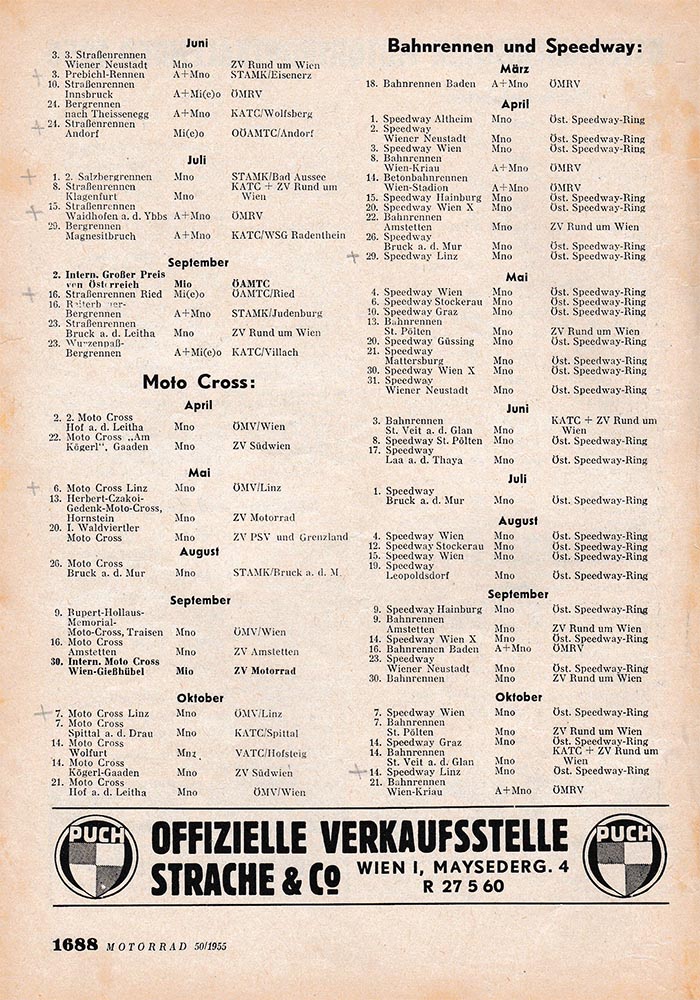 Juni
3. 3. Straßenrennen
Wiener Neustadt Mno ZV Rund um Wien
3. Prebichl-Rennen A+Mno STAMK/Eisenerz
10. Straßenrennen
Innsbruck A+Mi(e)o ÖMRV
24. Bergrennen
nach Theissenegg A+Mno KATC/Wolfsberg
24. Straßenrennen
Andorf Mi(e)o OÖAMTC/Andorf
Juli
1. 2. Salzbergrennen Mno STAMK/Bad Aussee
8. Straßenrennen KATC + ZV Rund um
Klagenfurt Mno Wien
15. Straßenrennen
Waidhofen a. d. Ybbs A+Mno ÖMRV
29. Bergrennen
Magnesitbruch A+Mno KATC/WSG Radenthein
September
2. Intern. Großer Preis
von Österreich Mio ÖAMTC
16. Straßenrennen Ried Mi(e)o ÖAMTC/Ried
16.
Bergrennen A+Mno STAMK/Judenburg
23. Straßenrennen
Bruck a. d. Leitha Mno ZV Rund um Wien
23. Wurzenpaß-
Bergrennen A+Mi(e)o KATC/Villach
Moto Cross:
April
2. 2. Moto Cross
Hof a. d. Leitha Mno ÖMV/Wien
22. Moto Cross „Am
Kögerl", Gaaden Mno ZV Südwien
Mai
6. Moto Cross Linz Mno ÖMV/Linz
13. Herbert-Czakoi-
Gedenk-Moto-Cross,
Hornstein Mno ZV Motorrad
20. I. Waldviertler
Moto Cross Mno ZV PSV und Grenzland
August
26. Moto Cross
Bruck a. d. Mur Mno STAMK/Bruck a. d. M.
September
9. Rupert-Hollaus-
Memorial-
Moto-Cross, Traisen Mno ÖMV/Wien
16. Moto Cross
Amstetten Mno ZV Amstetten
30. Intern. Moto Cross
Wien-Gießhübel Mio ZV Motorrad
Oktober
7. Moto Cross Linz Mno ÖMV/Linz
7. Moto Cross
Spittal a. d. Drau Mno KATC/Spittal
14. Moto Cross
Wolfurt VATC/Hofsteig
14. Moto Cross
Kögerl-Gaaden Mno ZV Südwien
21. Moto Cross
Hof a. d. Leitha Mno ÖMV/Wien
Bahnrennen und Speedway:
März
18. Bahnrennen Baden A+Mno ÖMRV
April
1. Speedway Altheim Mno Öst. Speedway-Ring
2. Speedway
Wiener Neustadt Mno Öst. Speedway-Ring
3. Speedway Wien Mno Öst. Speedway-Ring
8. Bahnrennen
Wien-Kriau A+Mno ÖMRV
14. Betonbahnrennen
Wien-Stadion A+Mno ÖMRV
15. Speedway Hainburg Mno Öst. Speedway-Ring
20. Speedway Wien X Mno Öst. Speedway-Ring
22. Bahnrennen
Amstetten Mno ZV Rund um Wien
26. Speedway
Bruck a. d. Mur Mno Öst. Speedway-Ring
29. Speedway Linz Mno Öst. Speedway-Ring
Mai
4. Speedway Wien Mno Öst. Speedway-Ring
6. Speedway Stockerau Mno Öst. Speedway-Ring
10. Speedway Graz Mno Öst. Speedway-Ring
13. Bahnrennen
St. Pölten Mno ZV Rund um Wien
20. Speedway Güssing Mno Öst. Speedway-Ring
21. Speedway
Mattersburg Mno Öst. Speedway-Ring
30. Speedway Wien X Mno Öst. Speedway-Ring
31. Speedway
Wiener Neustadt Mno Öst. Speedway-Ring
Juni
3. Bahnrennen KATC + ZV Rund um
St. Veit a. d. Glan Mno Wien
8. Speedway St. Pölten Mno Öst. Speedway-Ring
17. Speedway
Laa a. d. Thaya Mno Öst. Speedway-Ring
Juli
1. Speedway
Bruck a. d. Mur Mno Öst. Speedway-Ring
August
4. Speedway Wien Mno Öst. Speedway-Ring
12. Speedway Stockerau Mno Öst. Speedway-Ring
15. Speedway Wien Mno Öst. Speedway-Ring
19. Speedway
Leopoldsdorf Mno Öst. Speedway-Ring
September
9. Speedway Hainburg Mno Öst. Speedway-Ring
9. Bahnrennen
Amstetten Mno ZV Rund um Wien
14. Speedway Wien X Mno Öst. Speedway-Ring
16. Bahnrennen Baden A+Mno ÖMRV
23. Speedway
Wiener Neustadt Mno Öst. Speedway-Ring
30. Bahnrennen Mno ZV Rund um Wien
Oktober
7. Speedway Wien Mno Öst. Speedway-Ring
7. Bahnrennen
St. Pölten Mno ZV Rund um Wien
14. Speedway Graz Mno Öst. Speedway-Ring
14. Bahnrennen KATC + ZV Rund um
St. Veit a. d. Glan Mno Wien
14. Speedway Linz Mno Öst. Speedway-Ring
21. Bahnrennen
Wien-Kriau A+Mno ÖMRV
PUCH
OFFIZIELLE VERKAUFSSTELLE
STRACHE & Co WIEN I, MAYSEDERG. 4
R 27 5 60
PUCH
1688 MOTORRAD 50/1955